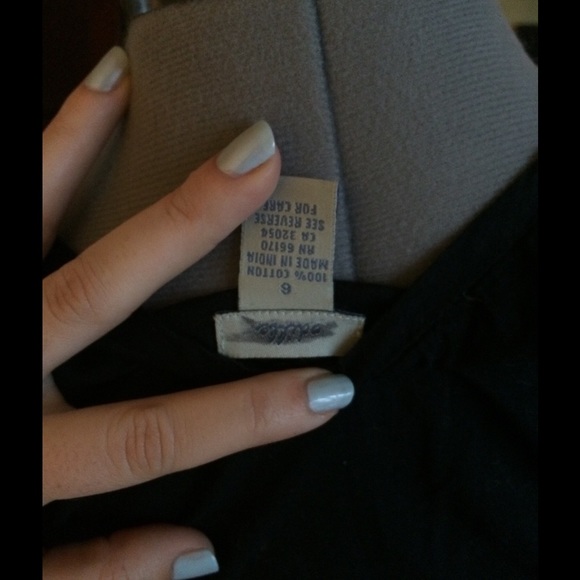 6
100% COTTON
MADE IN INDIA
RN 66170
CA 32054
SEE REVERSE
FOR CARE